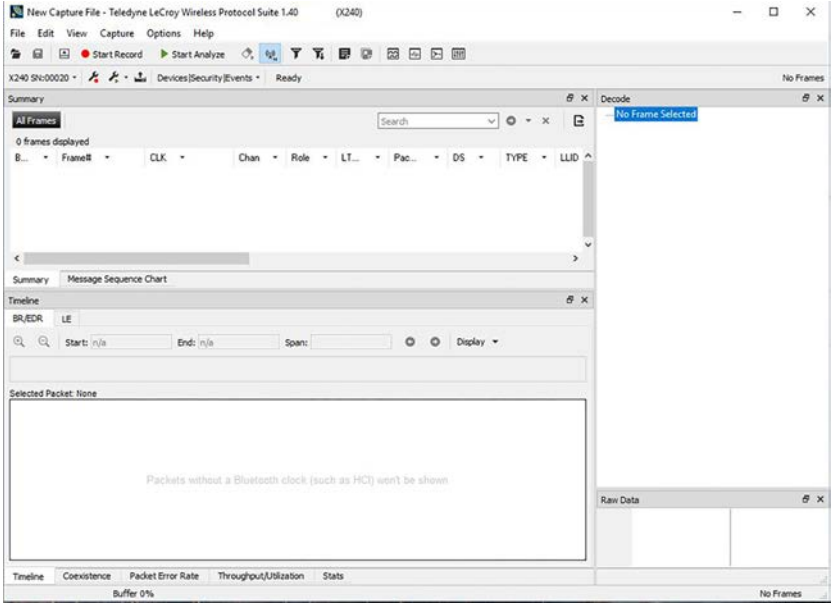 New Capture File - Teledyne LeCroy Wireless Protocol Suite 1.40 (X240)
File Edit View Capture Options Help
Start Record Start Analyze
X240 SN:00020 Devices|Security|Events Ready No Frames
Summary
All Frames Search
0 frames displayed
B... Frame# CLK Chan Role LT... Pac... DS TYPE LLID
Summary Message Sequence Chart
Timeline
BR/EDR LE
Start: n/a End: n/a Span: Display
Selected Packet: None
Packets without a Bluetooth clock (such as HCI) won't be shown
Timeline Coexistence Packet Error Rate Throughput/Utilization Stats
Decode
No Frame Selected
Raw Data
Buffer 0% No Frames